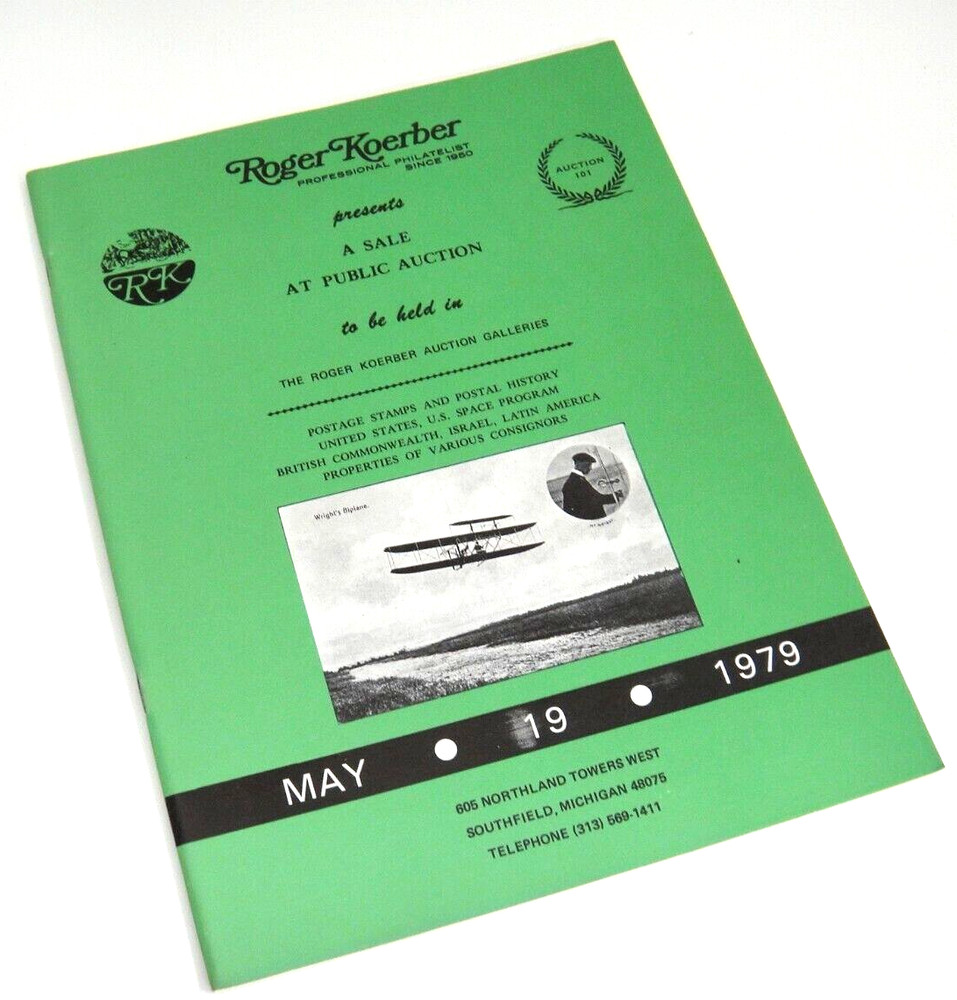 Roger Koerber
PROFESSIONAL PHILATELIST
SINCE 1950
AUCTION
101
presents
RK
A SALE
AT PUBLIC AUCTION
to be held in
THE ROGER KOERBER AUCTION GALLERIES
POSTAGE STAMPS AND POSTAL HISTORY
UNITED STATES, U.S. SPACE PROGRAM
BRITISH COMMONWEALTH, ISRAEL, LATIN AMERICA
PROPERTIES OF VARIOUS CONSIGNORS
Wright's Biplane.
MAY ● 19 ● 1979
605 NORTHLAND TOWERS WEST
SOUTHFIELD, MICHIGAN 48075
TELEPHONE (313) 569-1411